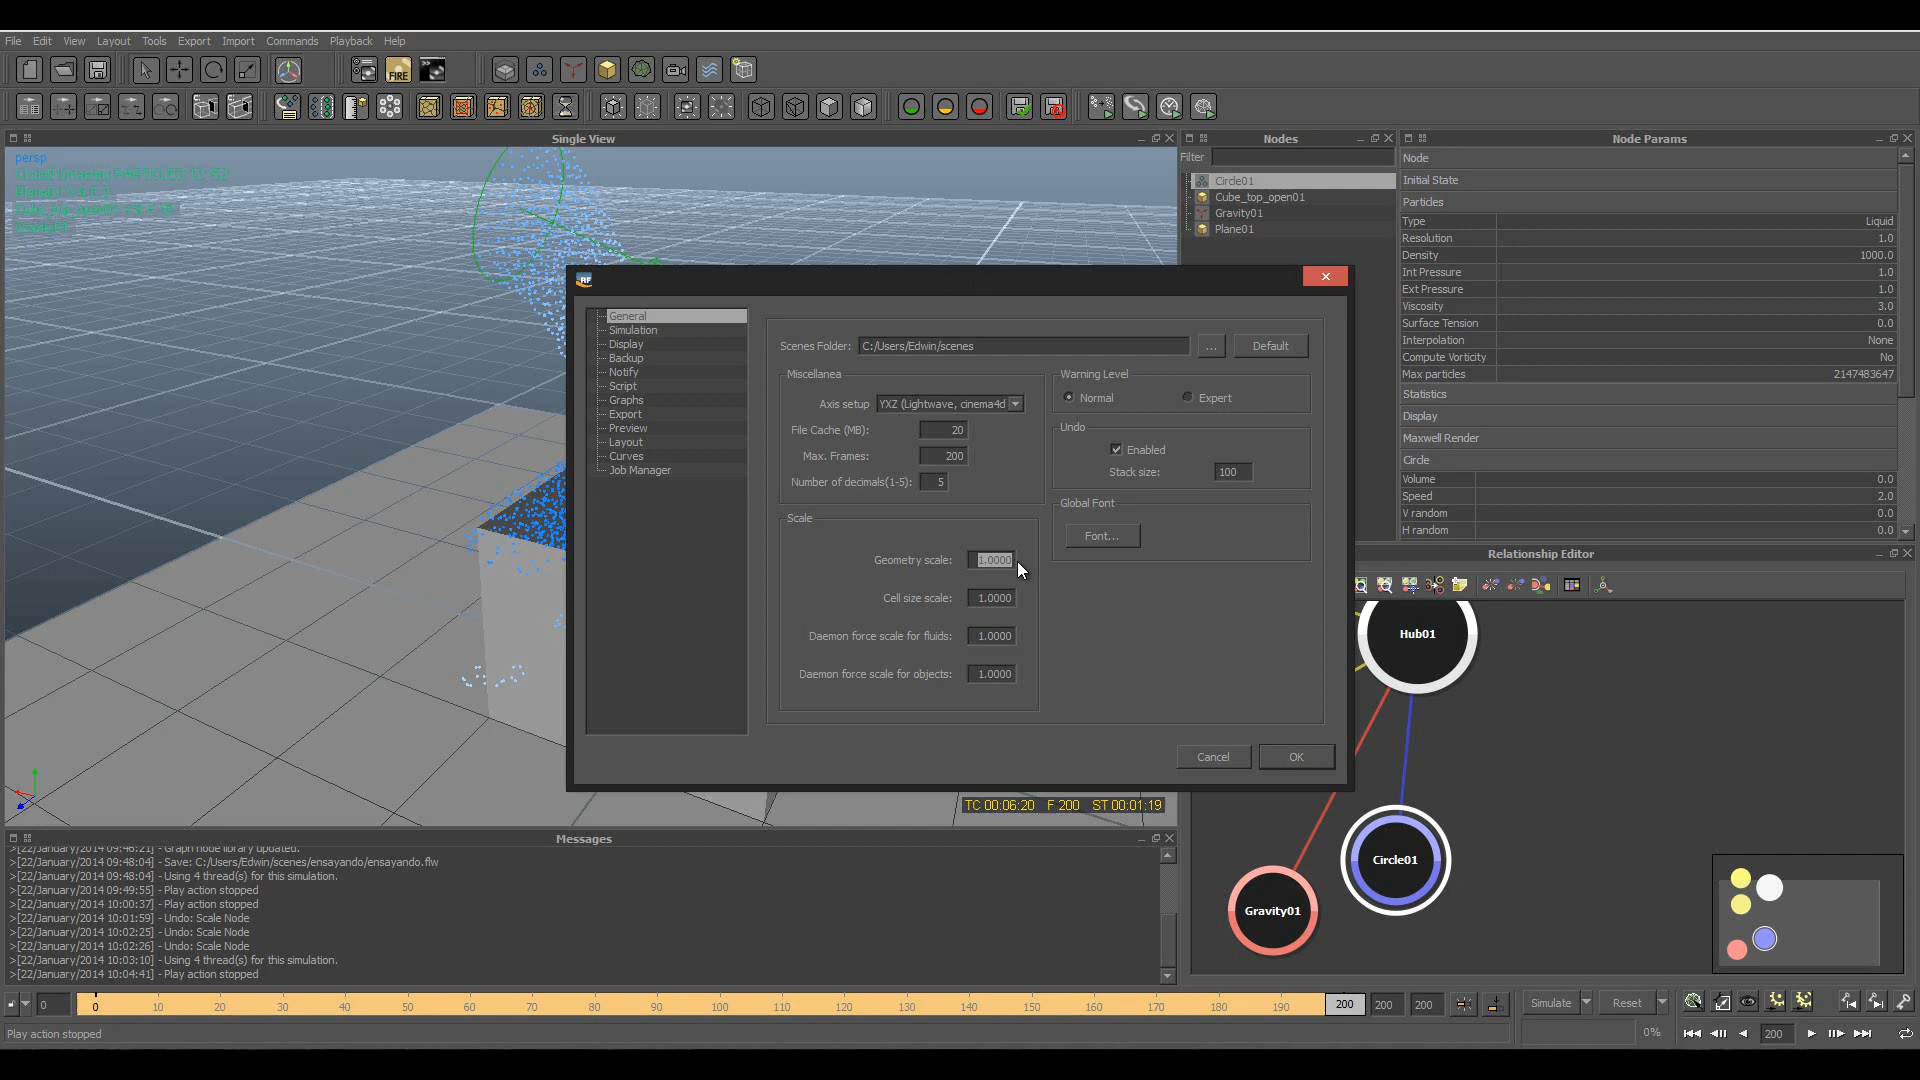 File Edit View Layout Tools Export Import Commands Playback Help
FIRE
Single View
persp
Nodes
Filter
Circle01
Cube_top_open01
Gravity01
Plane01
Node Params
Node
Initial State
Particles
Type Liquid
Resolution 1.0
Density 1000.0
Int Pressure 1.0
Ext Pressure 1.0
Viscosity 3.0
Surface Tension 0.0
Interpolation None
Compute Vorticity No
Max particles 2147483647
Statistics
Display
Maxwell Render
Circle
Volume 0.0
Speed 2.0
V random 0.0
H random 0.0
RF
General
Simulation
Display
Backup
Notify
Script
Graphs
Export
Preview
Layout
Curves
Job Manager
Scenes Folder: C:/Users/Edwin/scenes ... Default
Miscellanea
Axis setup YXZ (Lightwave, cinema4d
File Cache (MB): 20
Max. Frames: 200
Number of decimals(1-5): 5
Warning Level
Normal Expert
Undo
Enabled
Stack size: 100
Global Font
Font...
Scale
Geometry scale: 1.0000
Cell size scale: 1.0000
Daemon force scale for fluids: 1.0000
Daemon force scale for objects: 1.0000
Cancel OK
TC 00:06:20 F 200 ST 00:01:19
Relationship Editor
Hub01
Circle01
Gravity01
Messages
>[22/January/2014 09:46:21] - Graph node library updated.
>[22/January/2014 09:48:04] - Save: C:/Users/Edwin/scenes/ensayando/ensayando.flw
>[22/January/2014 09:48:04] - Using 4 thread(s) for this simulation.
>[22/January/2014 09:49:55] - Play action stopped
>[22/January/2014 10:00:37] - Play action stopped
>[22/January/2014 10:01:59] - Undo: Scale Node
>[22/January/2014 10:02:25] - Undo: Scale Node
>[22/January/2014 10:02:26] - Undo: Scale Node
>[22/January/2014 10:03:10] - Using 4 thread(s) for this simulation.
>[22/January/2014 10:04:41] - Play action stopped
0 0 10 20 30 40 50 60 70 80 90 100 110 120 130 140 150 160 170 180 190 200 200 200
Simulate Reset
Play action stopped
0% 200